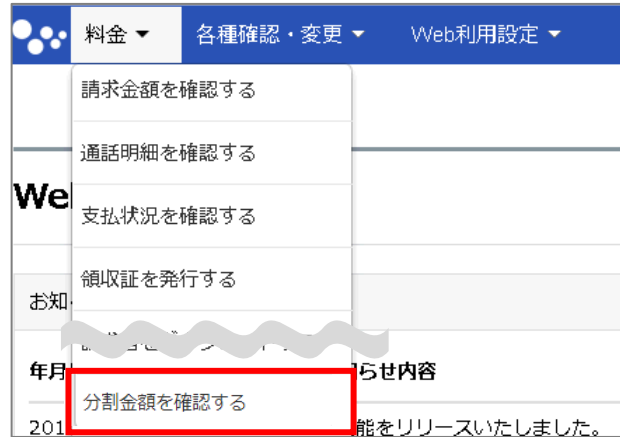 料金 ▼ 各種確認・変更 ▼ Web利用設定 ▼
請求金額を確認する
通話明細を確認する
We
支払状況を確認する
領収証を発行する
お知
年月 らせ内容
分割金額を確認する
201 能をリリースいたしました。